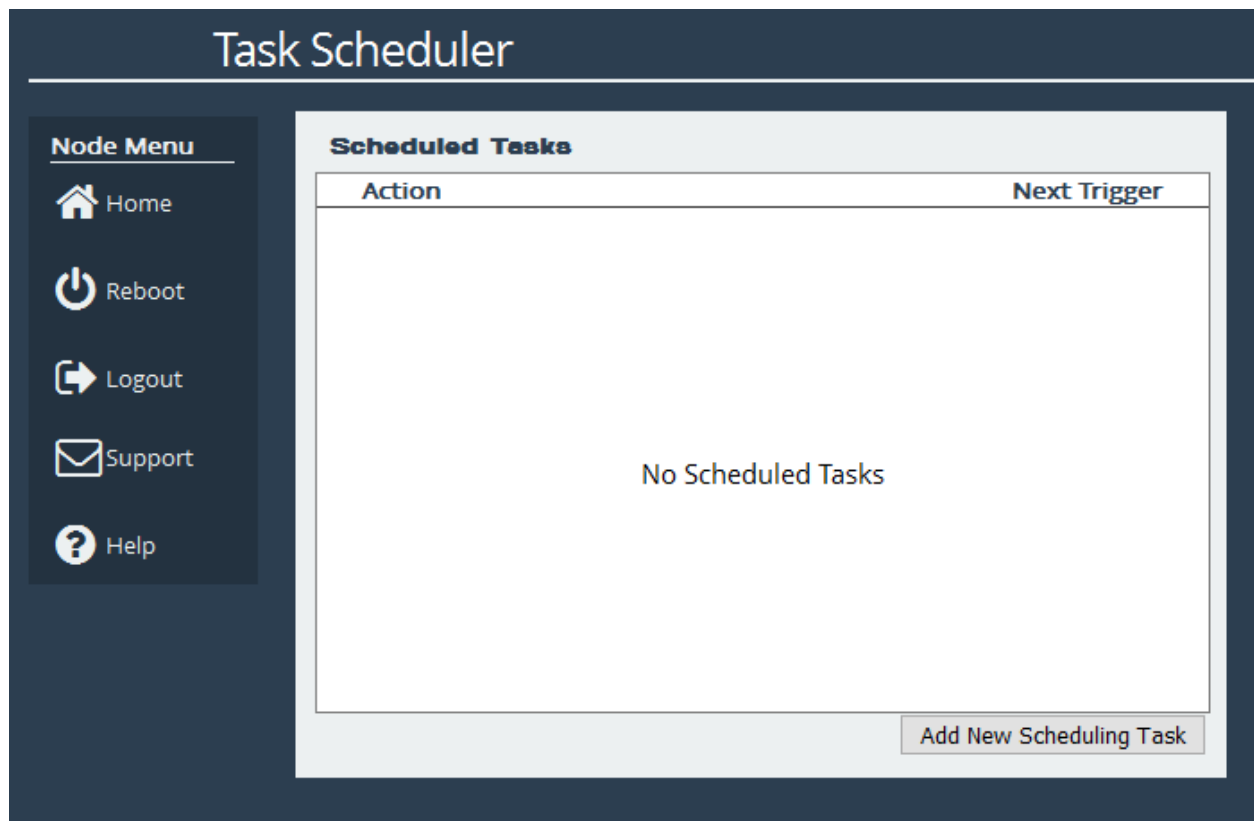 Task Scheduler
Node Menu
Home
Reboot
Logout
Support
Help
Scheduled Tasks
Action Next Trigger
No Scheduled Tasks
Add New Scheduling Task